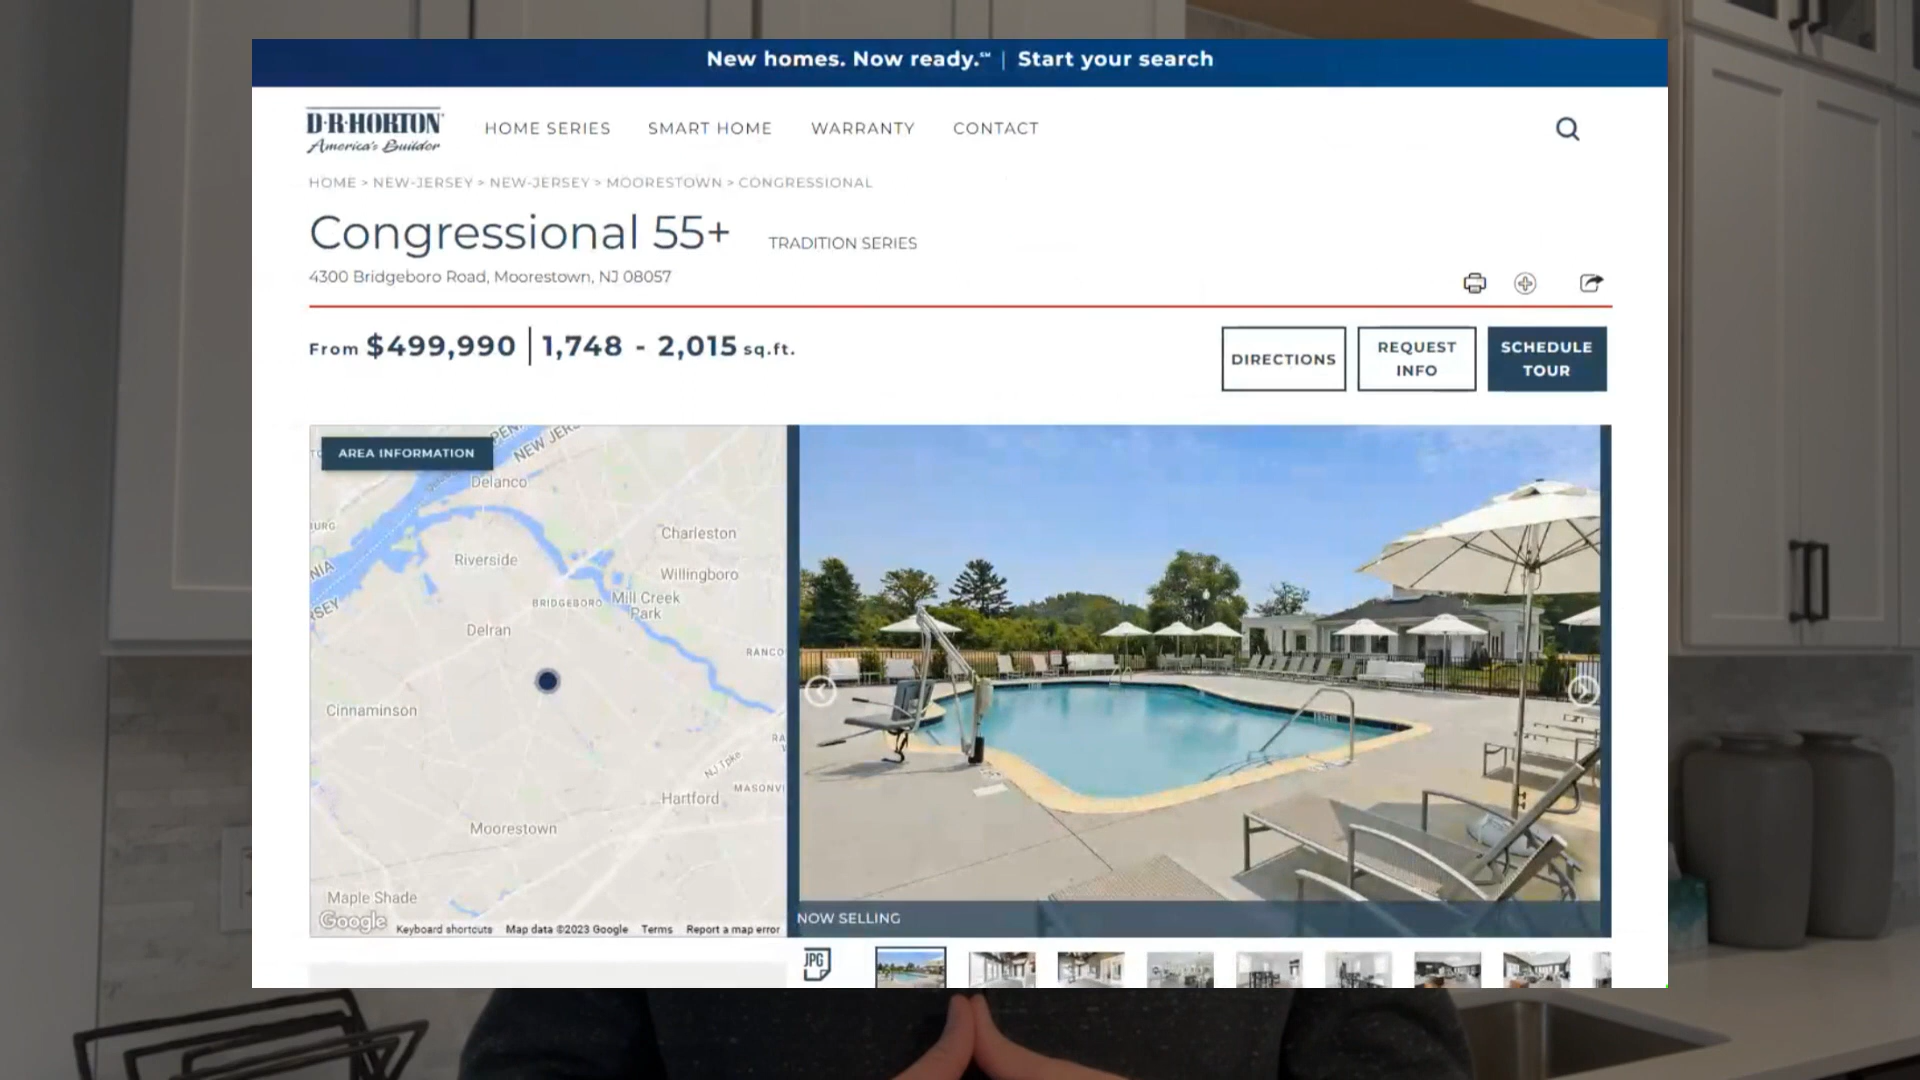 New homes. Now ready.℠ | Start your search
D·R·HORTON
America's Builder
HOME SERIES SMART HOME WARRANTY CONTACT
HOME > NEW-JERSEY > NEW-JERSEY > MOORESTOWN > CONGRESSIONAL
Congressional 55+ TRADITION SERIES
4300 Bridgeboro Road, Moorestown, NJ 08057
From $499,990 | 1,748 - 2,015 sq.ft.
DIRECTIONS
REQUEST
INFO
SCHEDULE
TOUR
AREA INFORMATION
NEW JER
Delanco
Charleston
Riverside
Willingboro
BRIDGEBORO
Mill Creek
Park
Delran
RANCO
Cinnaminson
NJ Tpke
MASONVI
Hartford
Moorestown
Maple Shade
Google
Keyboard shortcuts Map data ©2023 Google Terms Report a map error
NOW SELLING
JPG